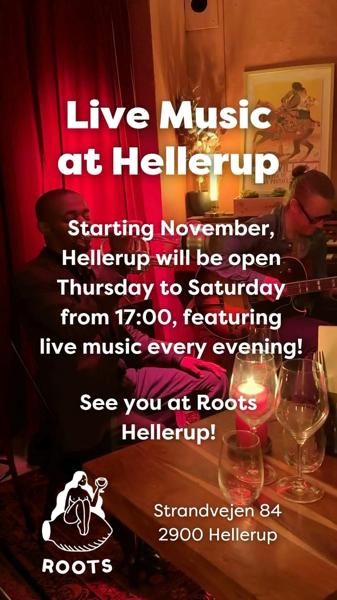 Live Music
at Hellerup
Starting November,
Hellerup will be open
Thursday to Saturday
from 17:00, featuring
live music every evening!
See you at Roots
Hellerup!
Strandvejen 84
2900 Hellerup
ROOTS